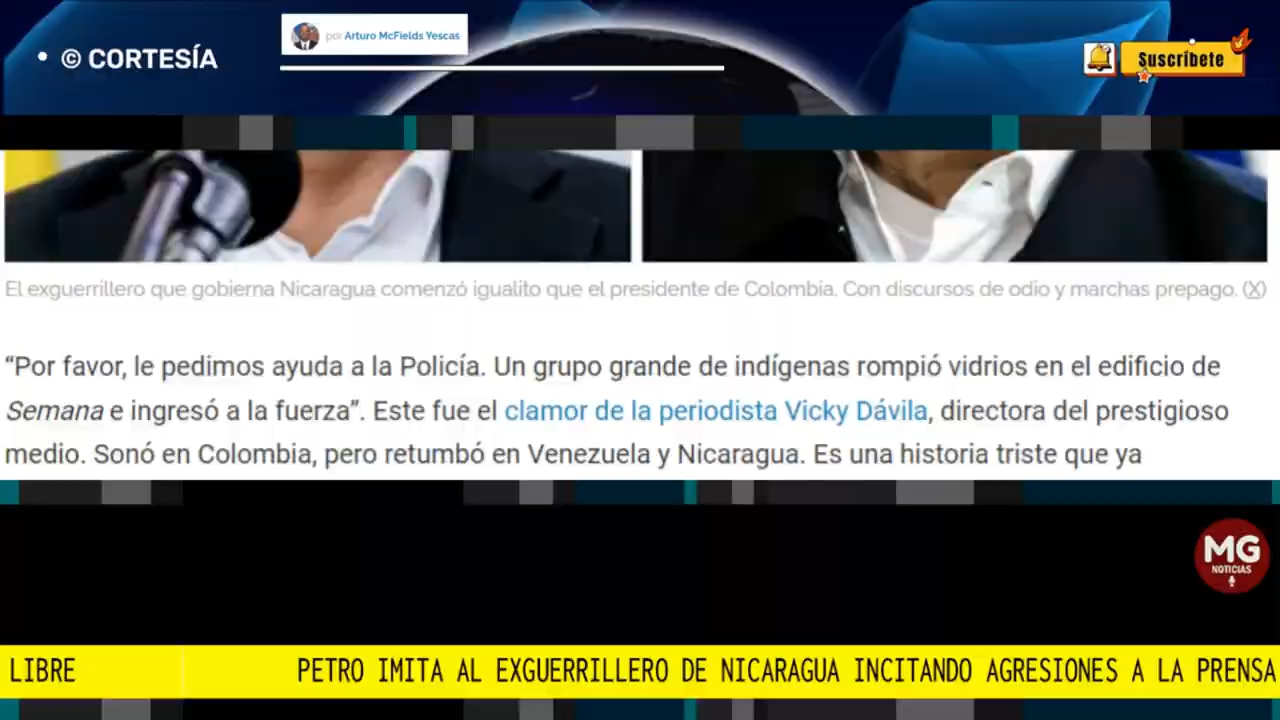 © CORTESÍA
por Arturo McFields Yescas
Suscríbete
El exguerrillero que gobierna Nicaragua comenzó igualito que el presidente de Colombia. Con discursos de odio y marchas prepago. (X)
“Por favor, le pedimos ayuda a la Policía. Un grupo grande de indígenas rompió vidrios en el edificio de
Semana e ingresó a la fuerza”. Este fue el clamor de la periodista Vicky Dávila, directora del prestigioso
medio. Sonó en Colombia, pero retumbó en Venezuela y Nicaragua. Es una historia triste que ya
MG
NOTICIAS
LIBRE
PETRO IMITA AL EXGUERRILLERO DE NICARAGUA INCITANDO AGRESIONES A LA PRENSA